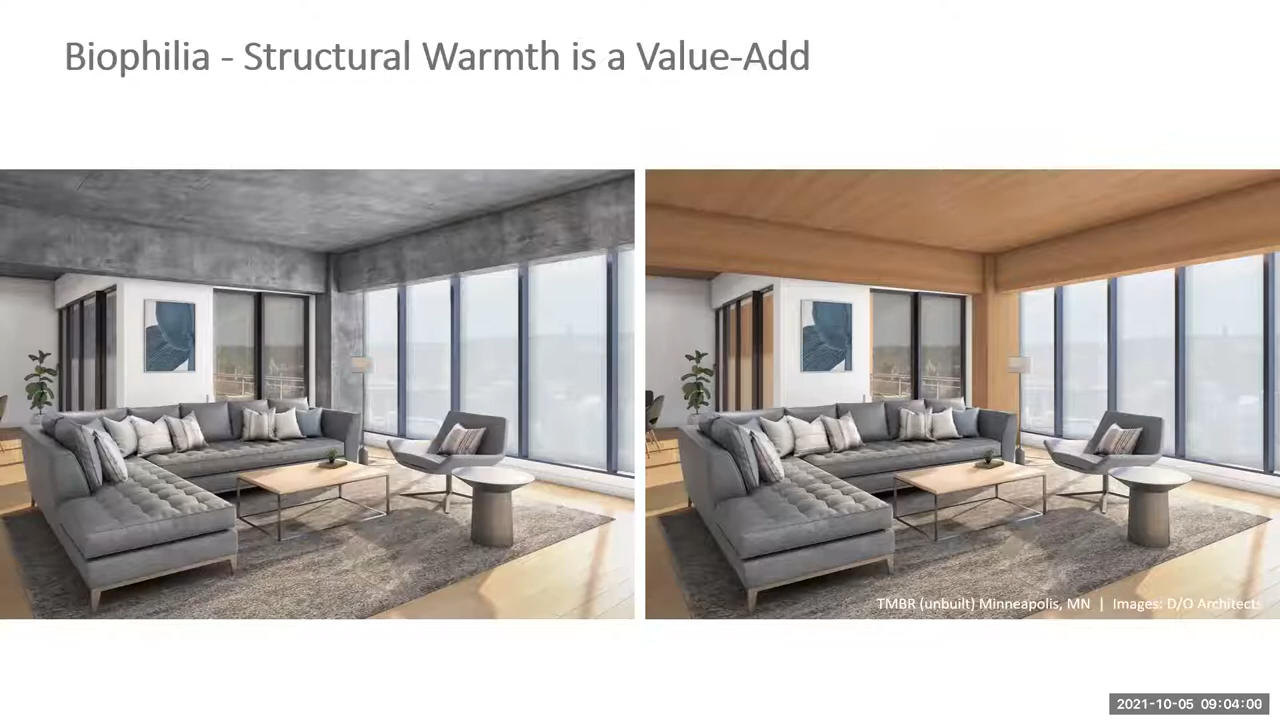 Biophilia - Structural Warmth is a Value-Add
TMBR (unbuilt) Minneapolis, MN | Images: D/O Architects
2021-10-05 09:04:00